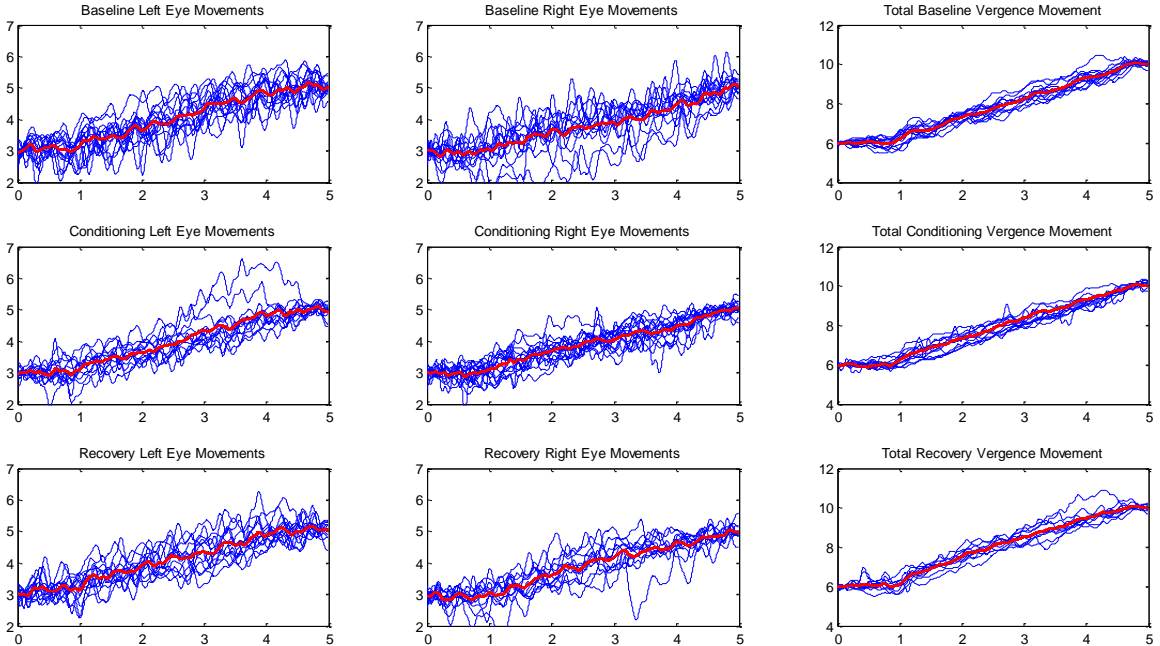 Baseline Left Eye Movements
7
6
5
4
3
2
0 1 2 3 4 5
Baseline Right Eye Movements
7
6
5
4
3
2
0 1 2 3 4 5
Total Baseline Vergence Movement
12
10
8
6
4
0 1 2 3 4 5
Conditioning Left Eye Movements
7
6
5
4
3
2
0 1 2 3 4 5
Conditioning Right Eye Movements
7
6
5
4
3
2
0 1 2 3 4 5
Total Conditioning Vergence Movement
12
10
8
6
4
0 1 2 3 4 5
Recovery Left Eye Movements
7
6
5
4
3
2
0 1 2 3 4 5
Recovery Right Eye Movements
7
6
5
4
3
2
0 1 2 3 4 5
Total Recovery Vergence Movement
12
10
8
6
4
0 1 2 3 4 5